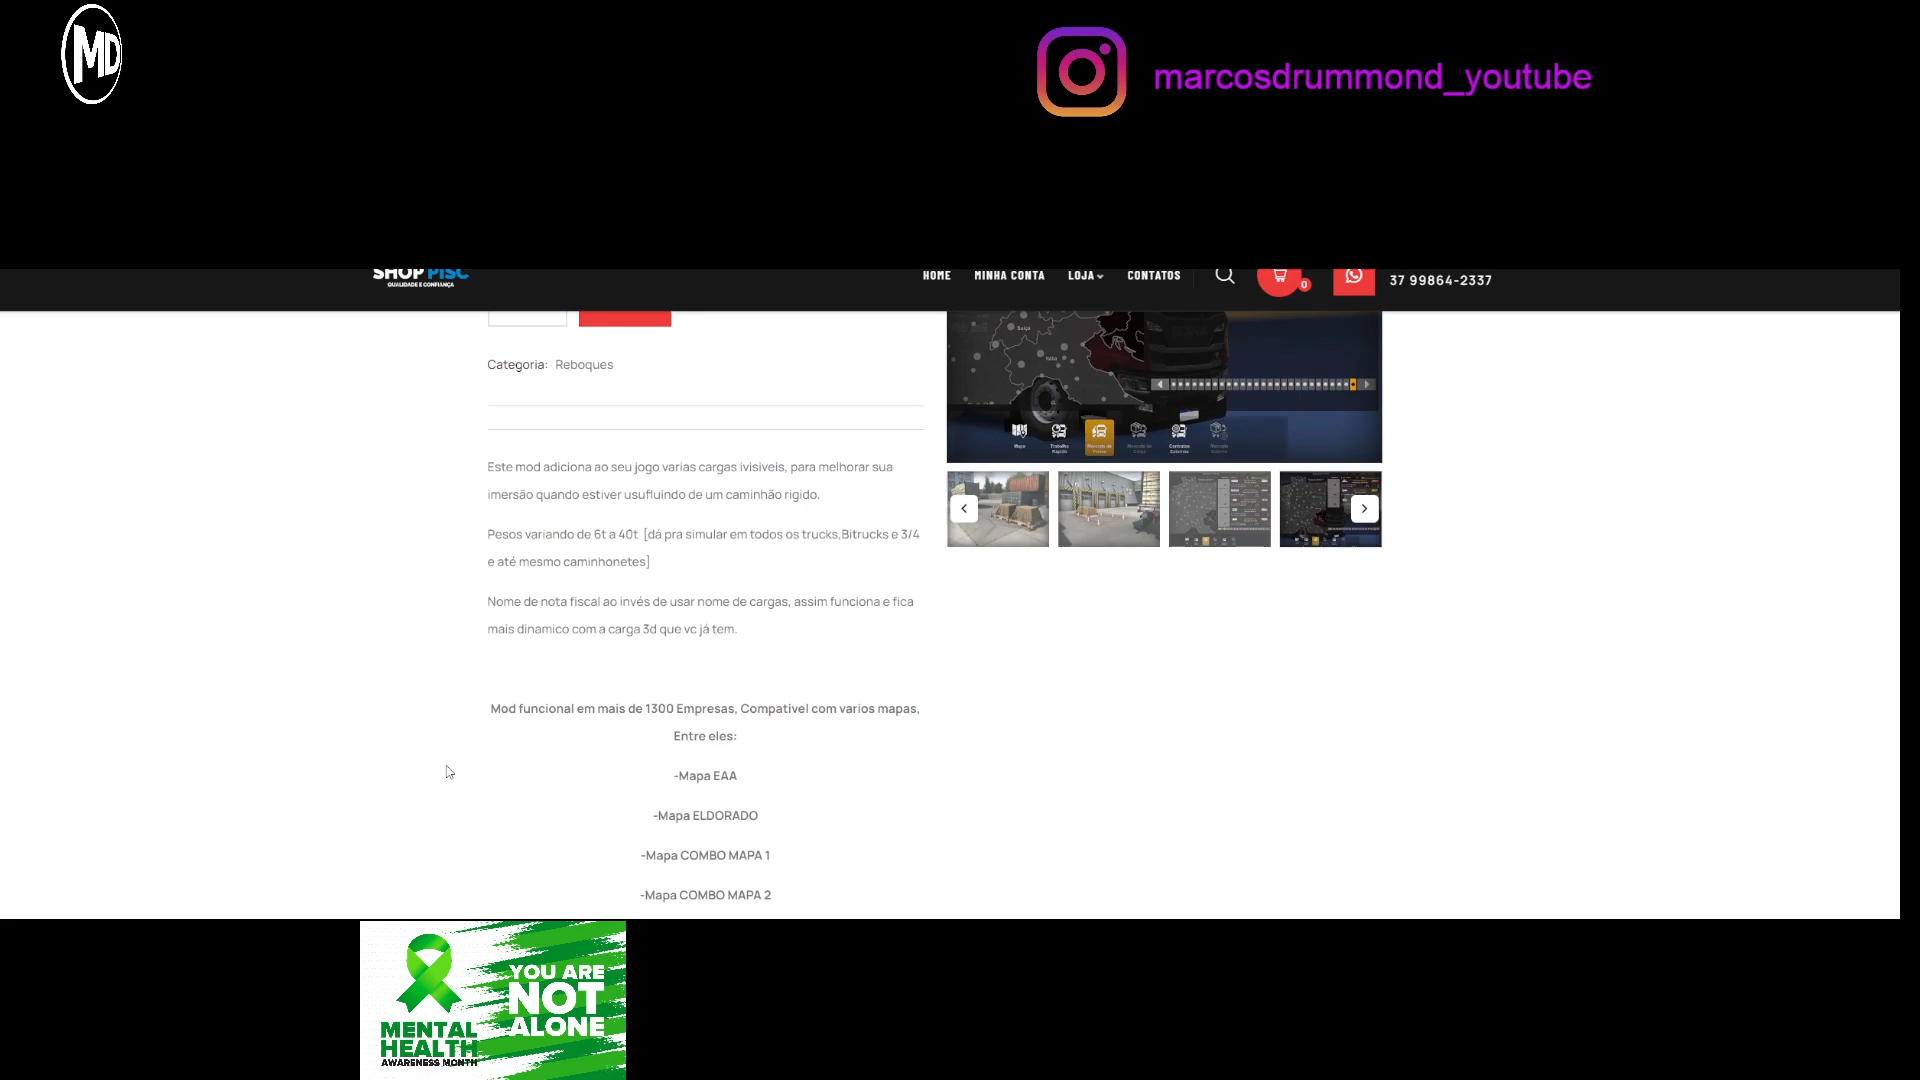 MD
marcosdrummond_youtube
SHOP PISC
QUALIDADE E CONFIANÇA
HOME MINHA CONTA LOJA CONTATOS
0
37 99864-2337
Categoria: Reboques
Este mod adiciona ao seu jogo varias cargas ivisiveis, para melhorar sua
imersão quando estiver usufluindo de um caminhão rigido.
Pesos variando de 6t a 40t [dá pra simular em todos os trucks,Bitrucks e 3/4
e até mesmo caminhonetes]
Nome de nota fiscal ao invés de usar nome de cargas, assim funciona e fica
mais dinamico com a carga 3d que vc já tem.
Mod funcional em mais de 1300 Empresas, Compativel com varios mapas,
Entre eles:
-Mapa EAA
-Mapa ELDORADO
-Mapa COMBO MAPA 1
-Mapa COMBO MAPA 2
Suíça
Itália
Mapa
Trabalho
Rápido
MENTAL
HEALTH
AWARENESS MONTH
YOU ARE
NOT
ALONE